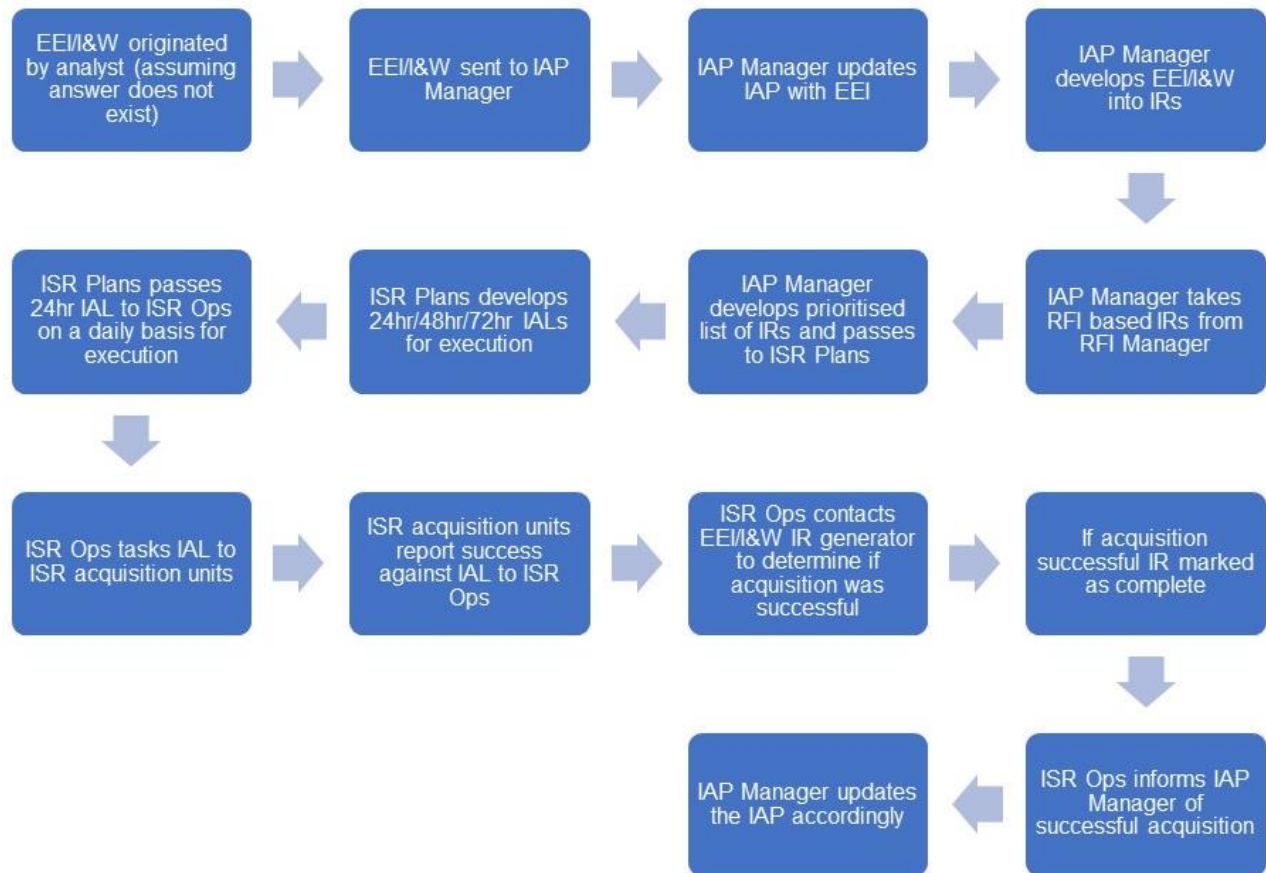 EEI/I&W originated
by analyst (assuming
answer does not
exist)
EEI/I&W sent to IAP
Manager
IAP Manager updates
IAP with EEI
IAP Manager
develops EEI/I&W
into IRs
IAP Manager takes
RFI based IRs from
RFI Manager
IAP Manager
develops prioritised
list of IRs and passes
to ISR Plans
ISR Plans develops
24hr/48hr/72hr IALs
for execution
ISR Plans passes
24hr IAL to ISR Ops
on a daily basis for
execution
ISR Ops tasks IAL to
ISR acquisition units
ISR acquisition units
report success
against IAL to ISR
Ops
ISR Ops contacts
EEI/I&W IR generator
to determine if
acquisition was
successful
If acquisition
successful IR marked
as complete
ISR Ops informs IAP
Manager of
successful acquisition
IAP Manager updates
the IAP accordingly